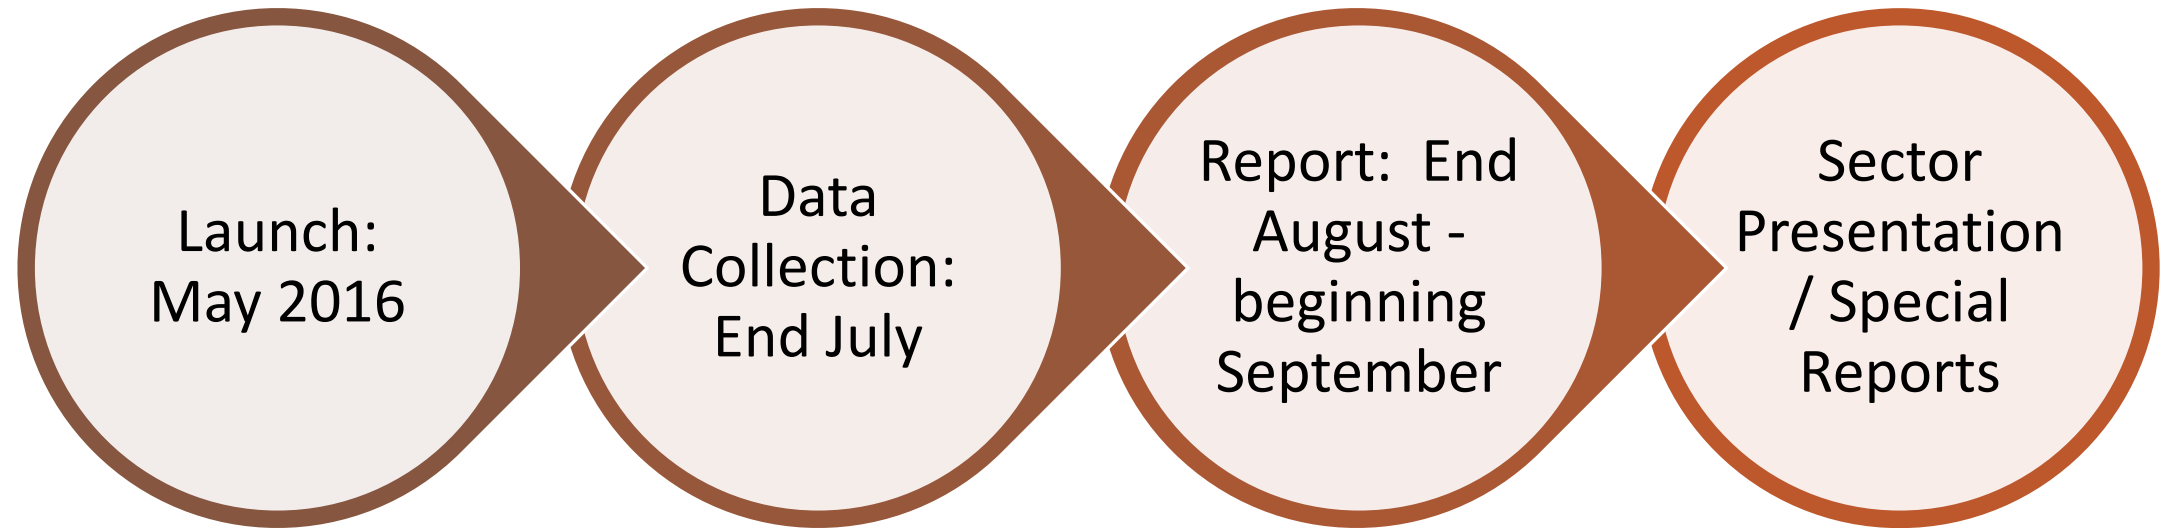 Launch:
May 2016
Data
Collection:
End July
Report:  End
August -
beginning
September
Sector
Presentation
/ Special
Reports